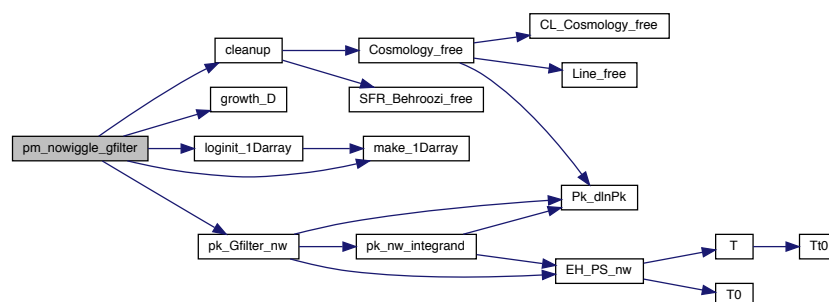 pm_nowiggle_gfilter
cleanup
growth_D
loginit_1Darray
pk_Gfilter_nw
Cosmology_free
SFR_Behroozi_free
make_1Darray
pk_nw_integrand
CL_Cosmology_free
Line_free
Pk_dlnPk
EH_PS_nw
T
T0
Tt0